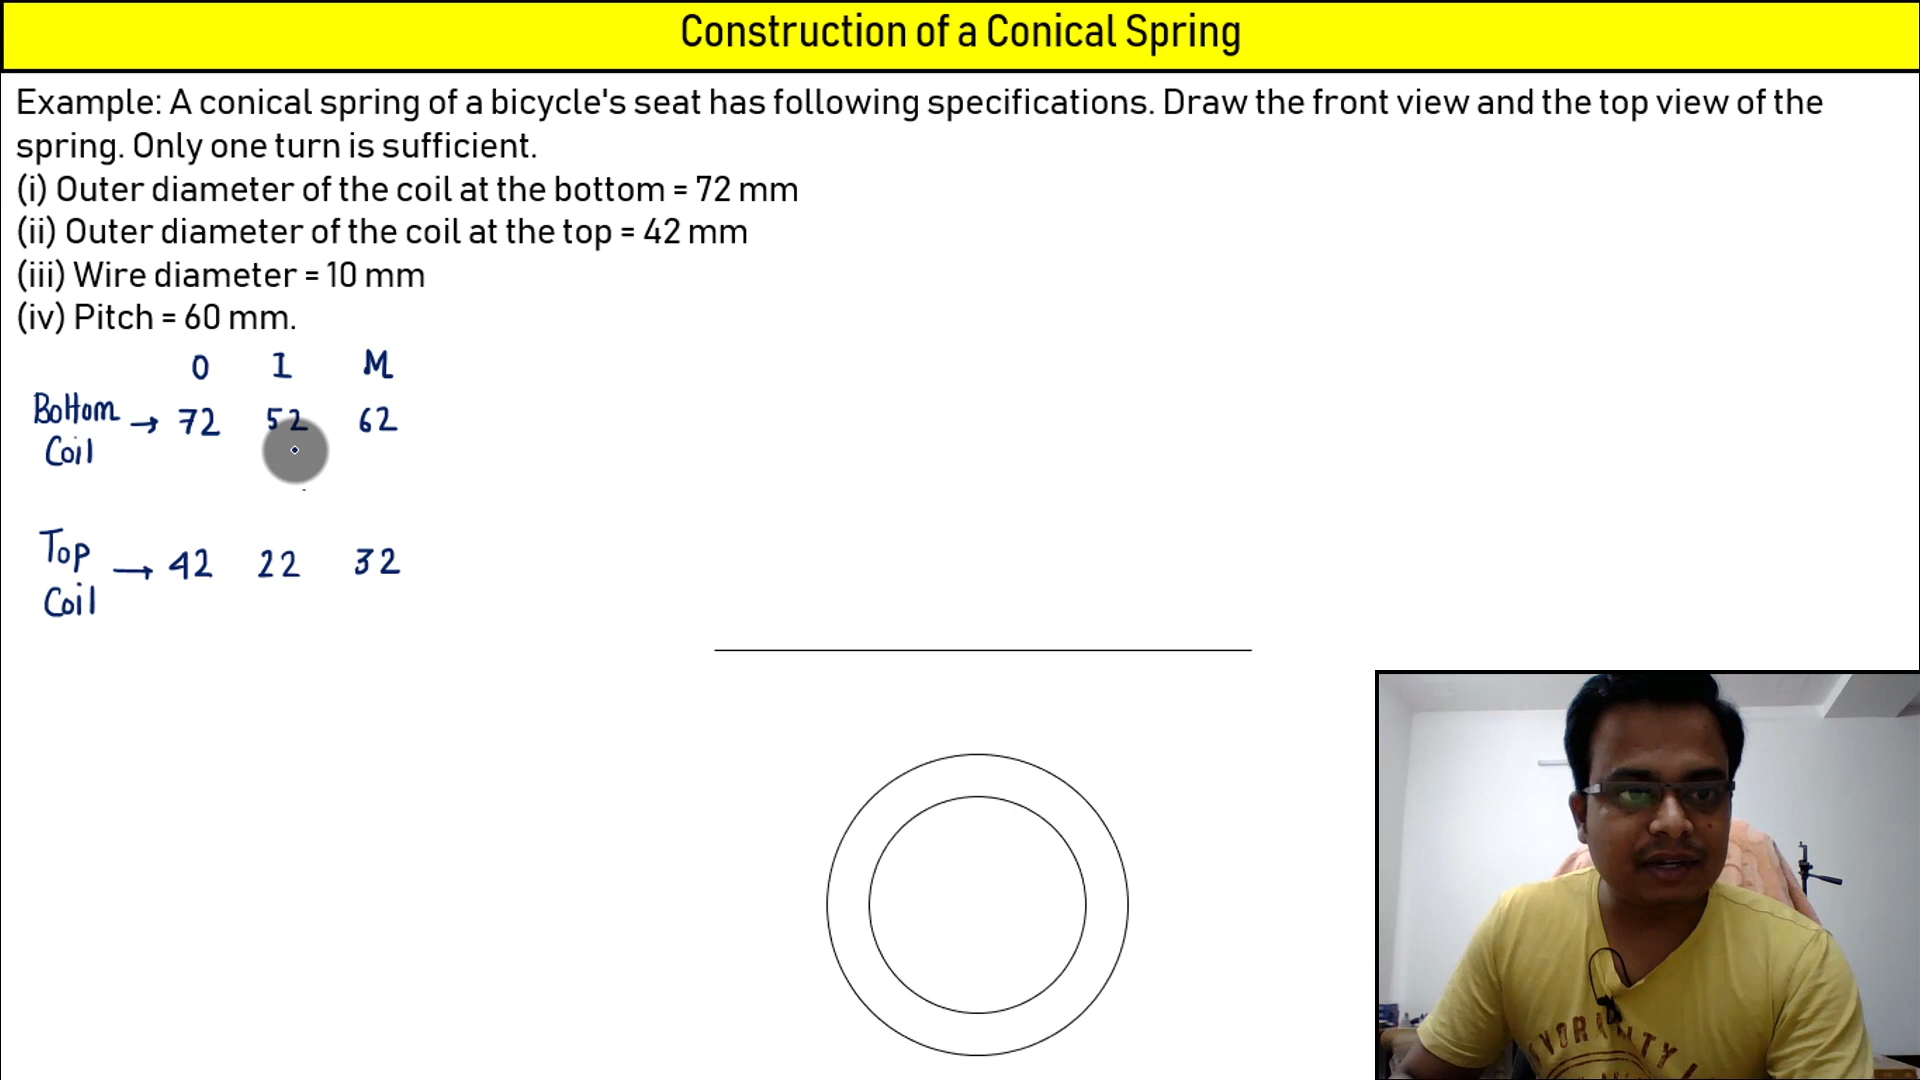 Construction of a Conical Spring
Example: A conical spring of a bicycle's seat has following specifications. Draw the front view and the top view of the
spring. Only one turn is sufficient.
(i) Outer diameter of the coil at the bottom = 72 mm
(ii) Outer diameter of the coil at the top = 42 mm
(iii) Wire diameter = 10 mm
(iv) Pitch = 60 mm.
O I M
Bottom → 72 52 62
Coil
Top → 42 22 32
Coil